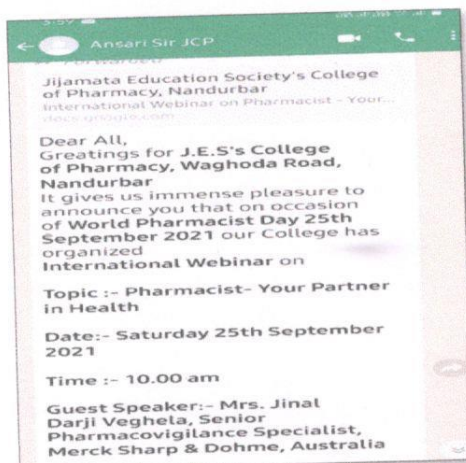 3:59
Ansari Sir JCP
Forwarded
Jijamata Education Society's College
of Pharmacy, Nandurbar
International Webinar on Pharmacist - Your...
docs.google.com
Dear All,
Greatings for J.E.S's College
of Pharmacy, Waghoda Road,
Nandurbar
It gives us immense pleasure to
announce you that on occasion
of World Pharmacist Day 25th
September 2021 our College has
organized
International Webinar on
Topic :- Pharmacist- Your Partner
in Health
Date:- Saturday 25th September
2021
Time :- 10.00 am
Guest Speaker:- Mrs. Jinal
Darji Veghela, Senior
Pharmacovigilance Specialist,
Merck Sharp & Dohme, Australia